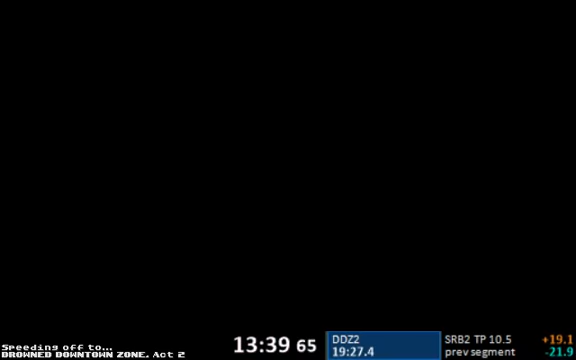 Speeding off to...
DROWNED DOWNTOWN ZONE, Act 2
13:39 65
DDZ2
19:27.4
SRB2 TP 10.5 +19.1
prev segment -21.9